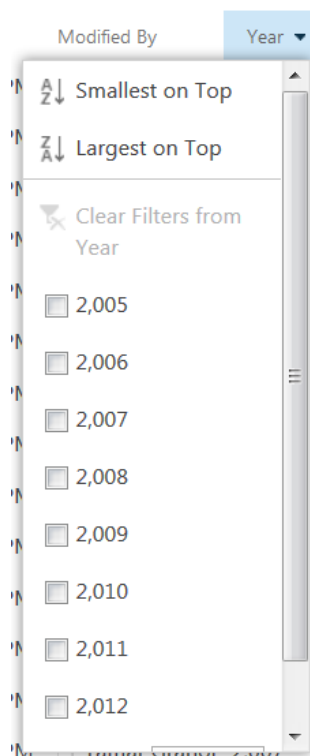 Modified By Year
Smallest on Top
Largest on Top
Clear Filters from
Year
2,005
2,006
2,007
2,008
2,009
2,010
2,011
2,012